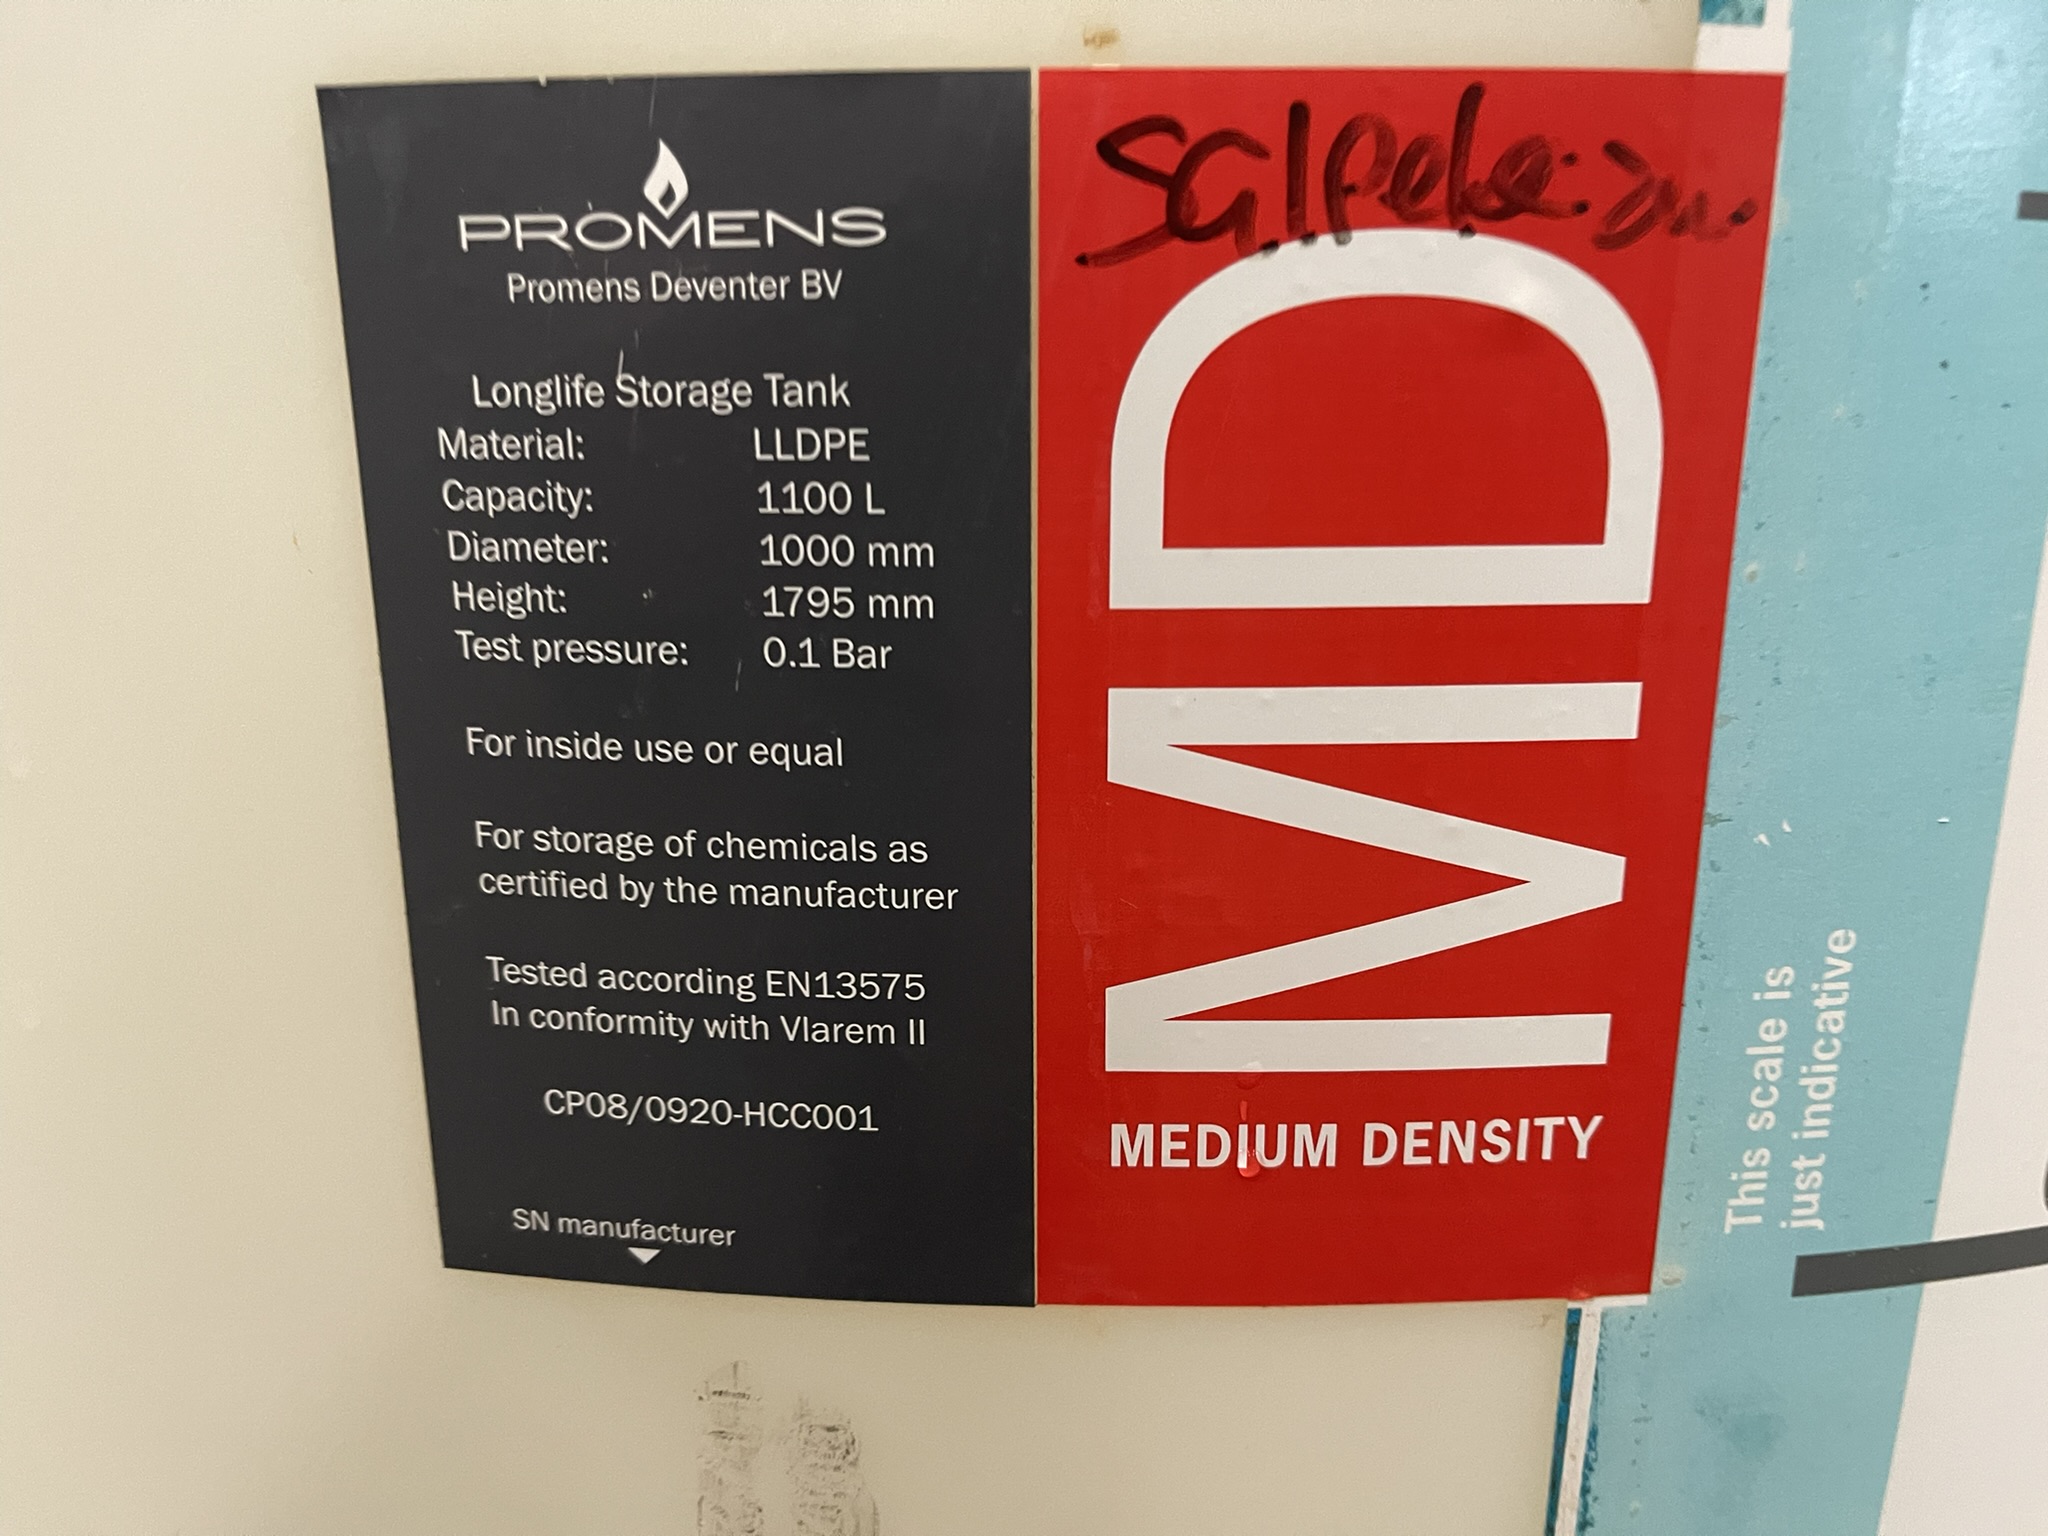 PROMENS
Promens Deventer BV
Longlife Storage Tank
Material: LLDPE
Capacity: 1100 L
Diameter: 1000 mm
Height: 1795 mm
Test pressure: 0.1 Bar
For inside use or equal
For storage of chemicals as
certified by the manufacturer
Tested according EN13575
In conformity with Vlarem II
CP08/0920-HCC001
SN manufacturer
MID
MEDIUM DENSITY
This scale is
just indicative